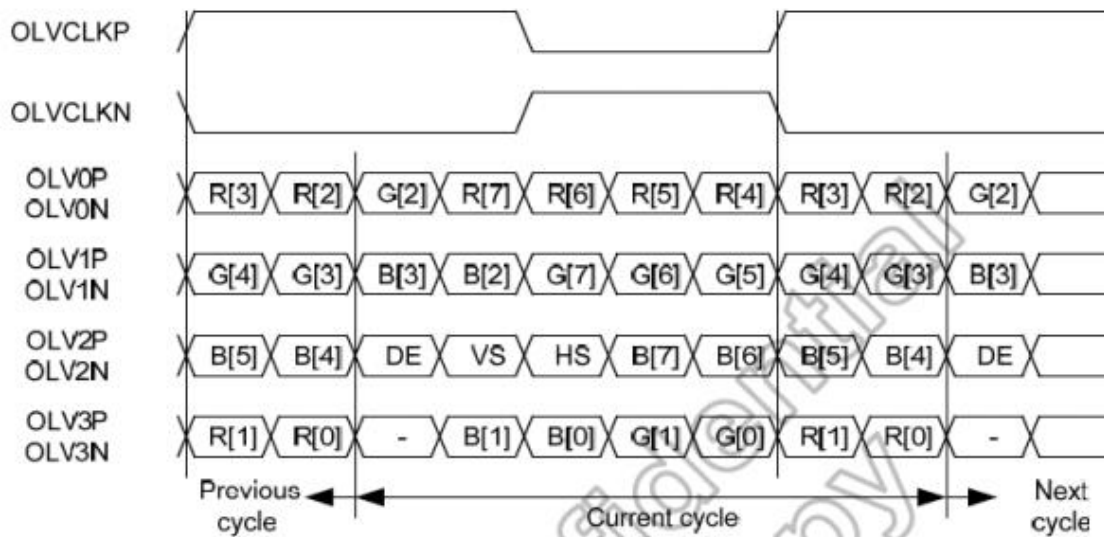 OLVCLKP
OLVCLKN
OLV0P
OLV0N
R[3] R[2] G[2] R[7] R[6] R[5] R[4] R[3] R[2] G[2]
OLV1P
OLV1N
G[4] G[3] B[3] B[2] G[7] G[6] G[5] G[4] G[3] B[3]
OLV2P
OLV2N
B[5] B[4] DE VS HS B[7] B[6] B[5] B[4] DE
OLV3P
OLV3N
R[1] R[0] - B[1] B[0] G[1] G[0] R[1] R[0] -
Previous
cycle
Current cycle
Next
cycle